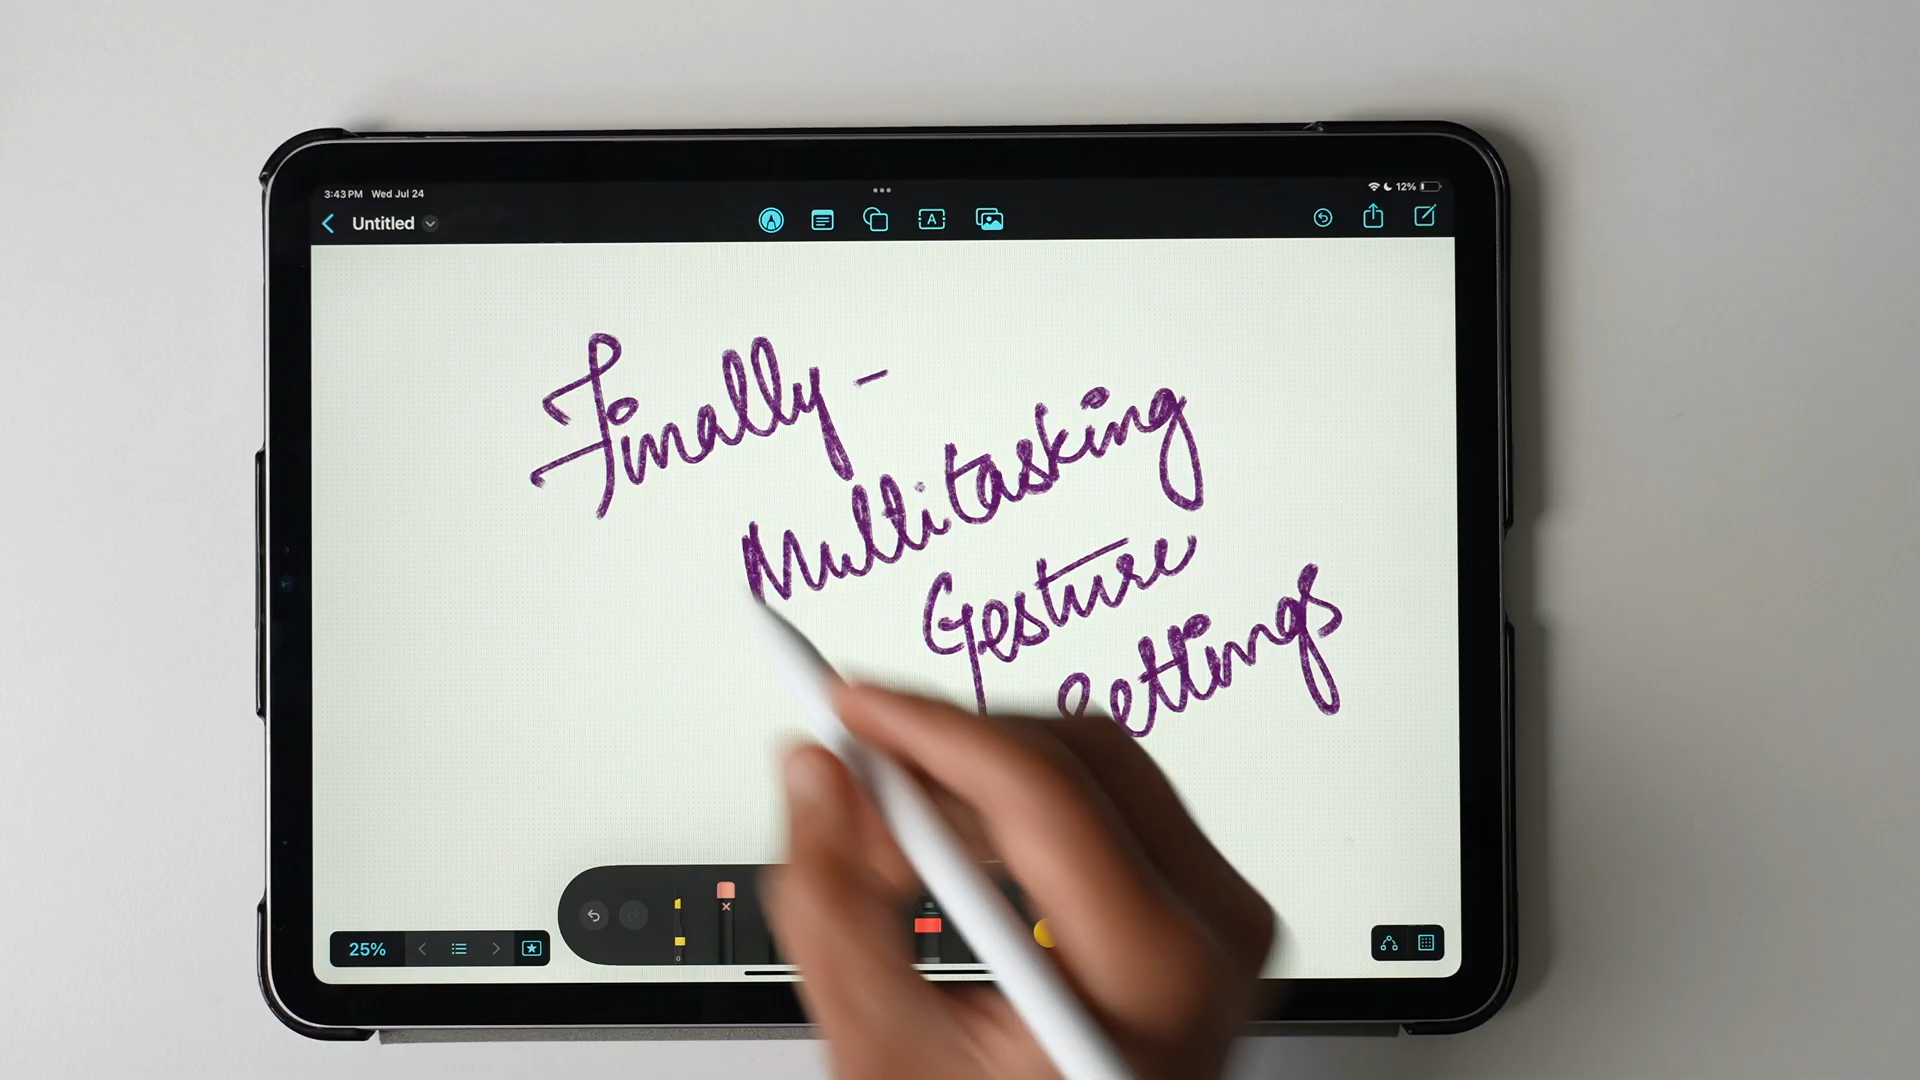 3:43 PM Wed Jul 24
12%
Untitled
A
Finally -
Multitasking
Gesture
Settings
25%